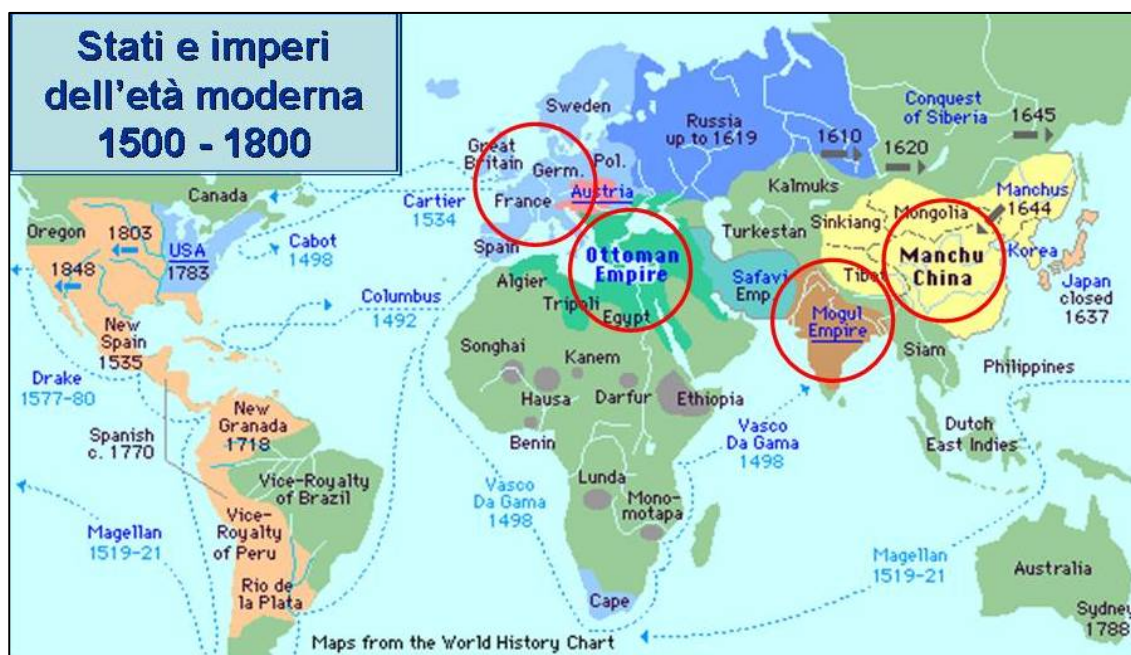 Stati e imperi
dell'età moderna
1500 - 1800
Sweden
Russia
up to 1619
Conquest
of Siberia
1645
1610
1620
Great
Britain
Germ.
Pol.
Austria
France
Spain
Canada
Cartier
1534
Oregon
1803
USA
1783
Cabot
1498
1848
Columbus
1492
New
Spain
1535
Drake
1577-80
Kalmuks
Turkestan
Sinkiang
Mongolia
Manchus
1644
Korea
Japan
closed
1637
Manchu
China
Tibet
Ottoman
Empire
Safavi
Emp.
Mogul
Empire
Algier
Tripoli
Egypt
Songhai
Kanem
Hausa
Darfur
Ethiopia
Benin
Siam
Philippines
Dutch
East Indies
New
Granada
1718
Spanish
c. 1770
Vice-Royalty
of Brazil
Vice-
Royalty
of Peru
Rio de
la Plata
Magellan
1519-21
Vasco
Da Gama
1498
Vasco
Da Gama
1498
Lunda
Mono-
motapa
Cape
Magellan
1519-21
Australia
Sydney
1788
Maps from the World History Chart